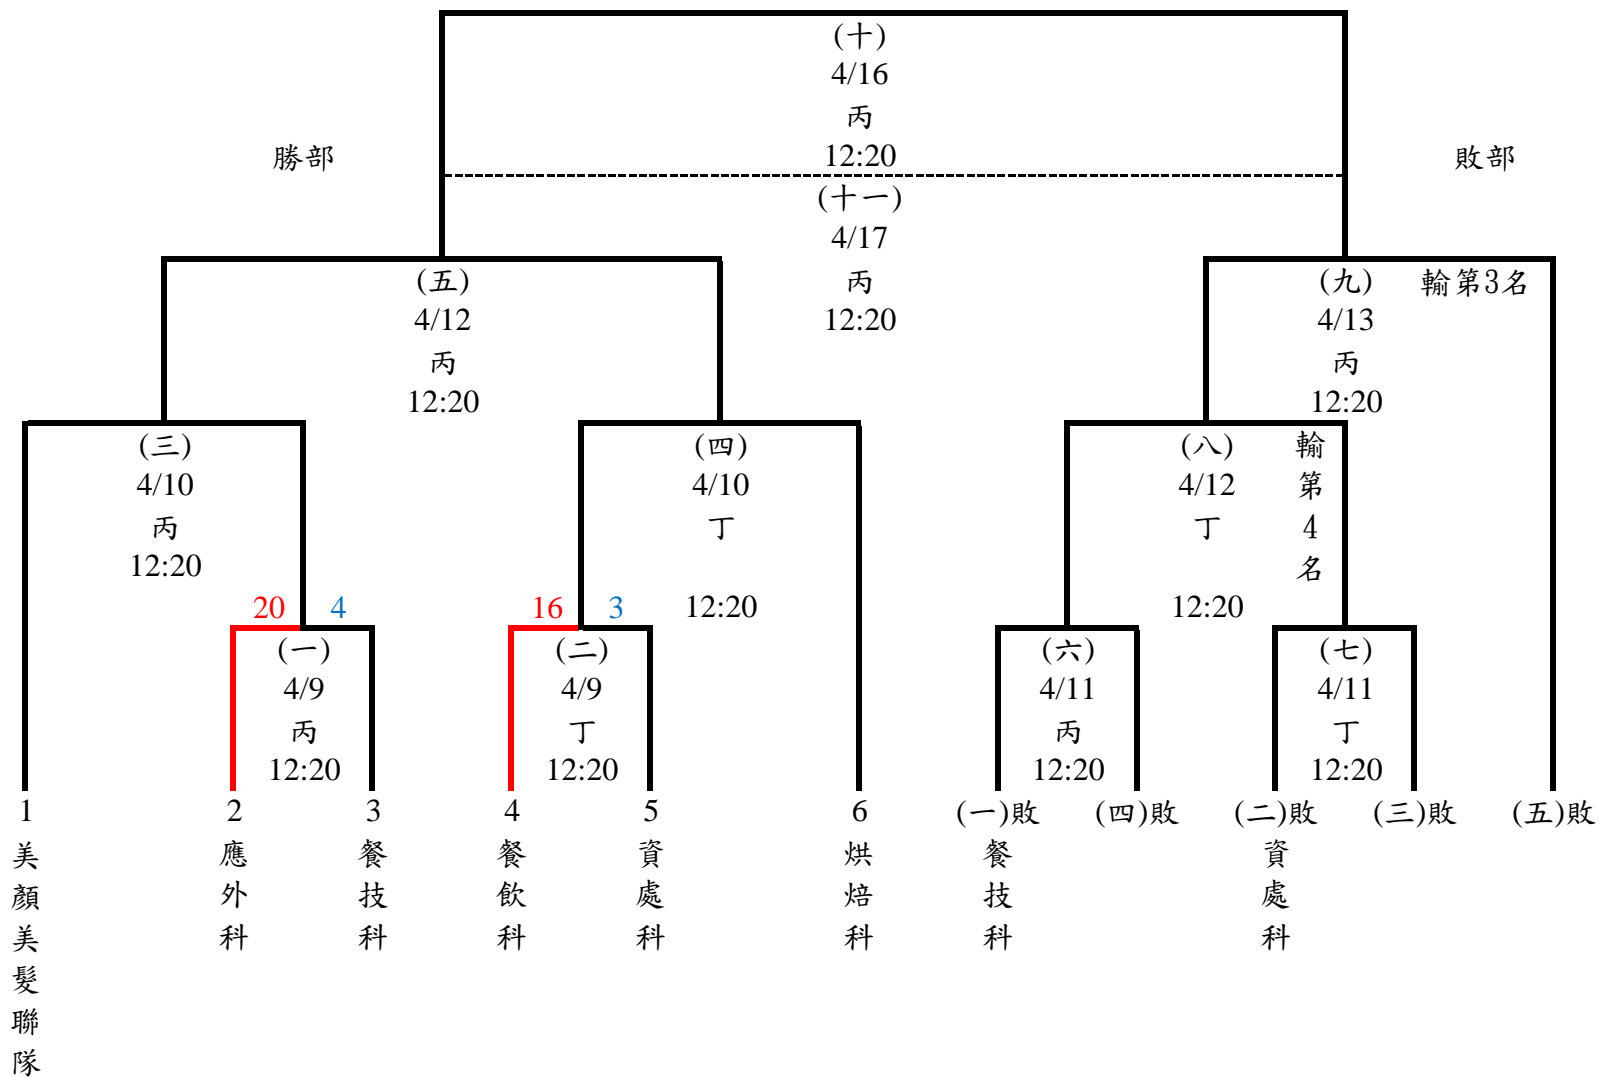 (十)
4/16
丙
12:20
勝部
敗部
(十一)
4/17
丙
12:20
(五)
4/12
丙
12:20
(九)
4/13
丙
12:20
輸第3名
(三)
4/10
丙
12:20
(四)
4/10
丁
12:20
(八)
4/12
丁
12:20
輸第4名
20 4
16 3
(一)
4/9
丙
12:20
(二)
4/9
丁
12:20
(六)
4/11
丙
12:20
(七)
4/11
丁
12:20
1
美顏美髮聯隊
2
應外科
3
餐技科
4
餐飲科
5
資處科
6
烘焙科
(一)敗
餐技科
(四)敗
(二)敗
資處科
(三)敗
(五)敗